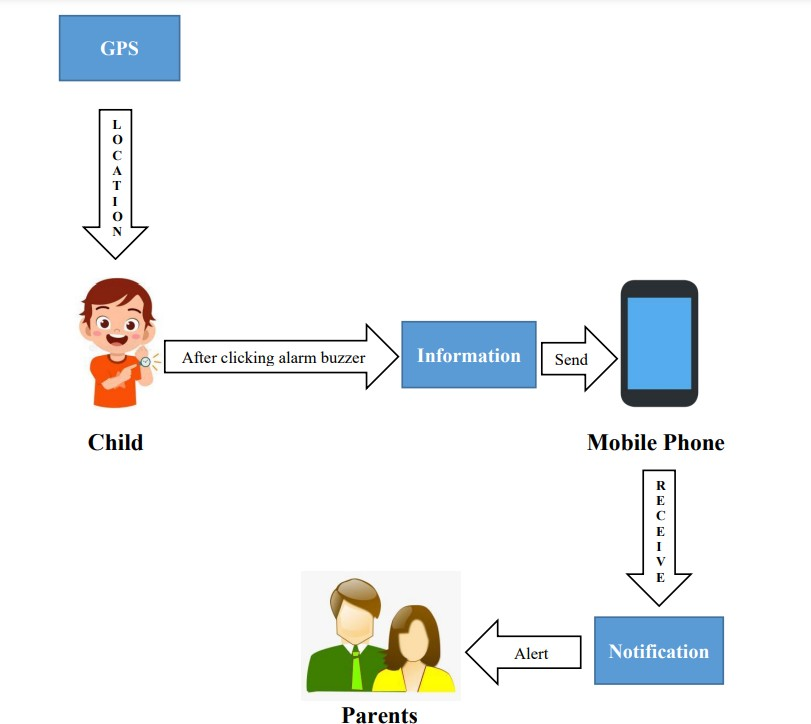 GPS
LOCATION
After clicking alarm buzzer
Information
Send
Child
Mobile Phone
RECEIVE
Notification
Alert
Parents